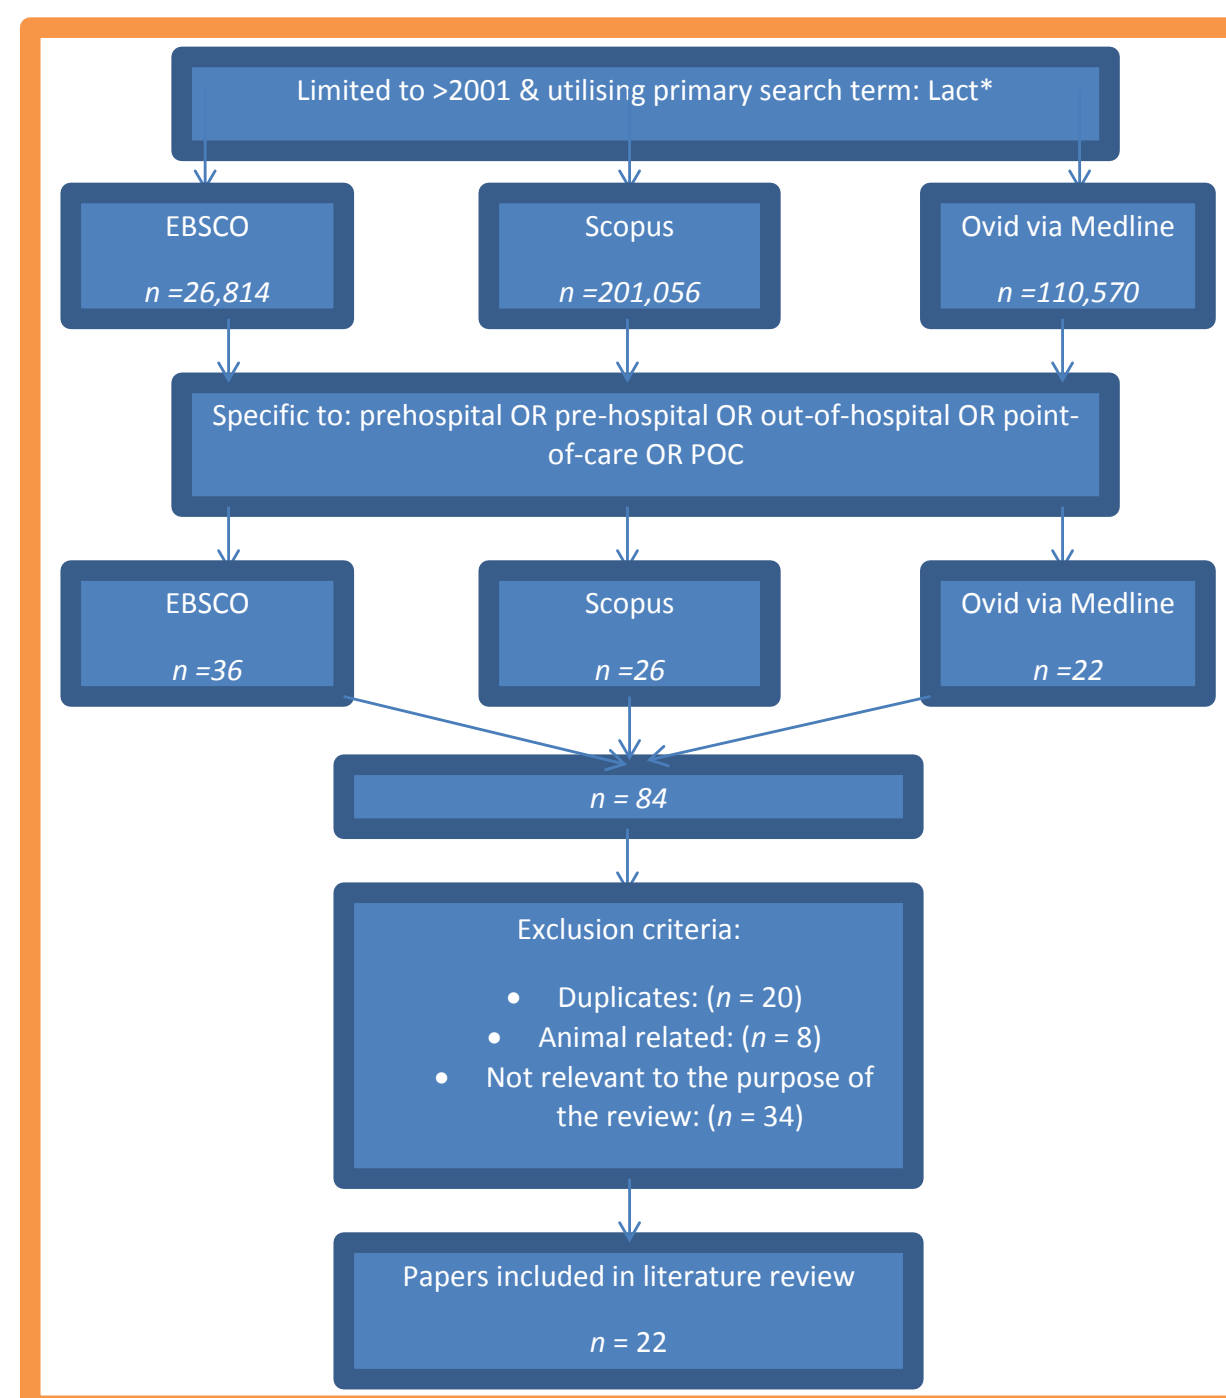 Limited to >2001 & utilising primary search term: Lact*
EBSCO
n =26,814
Scopus
n =201,056
Ovid via Medline
n =110,570
Specific to: prehospital OR pre-hospital OR out-of-hospital OR point-
of-care OR POC
EBSCO
n =36
Scopus
n =26
Ovid via Medline
n =22
n = 84
Exclusion criteria:
• Duplicates: (n = 20)
• Animal related: (n = 8)
• Not relevant to the purpose of
the review: (n = 34)
Papers included in literature review
n = 22